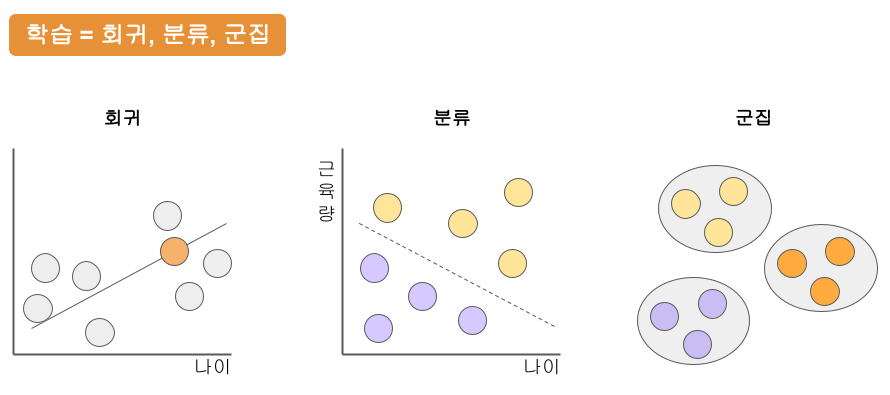 학습 = 회귀, 분류, 군집
회귀
분류
군집
근육량
나이
나이